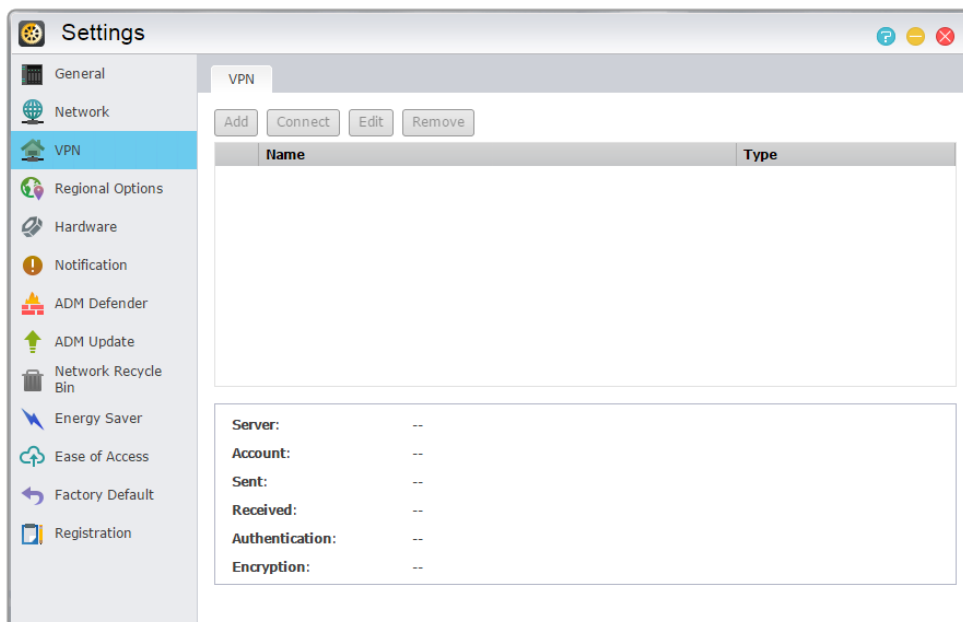 Settings
General
Network
VPN
Regional Options
Hardware
Notification
ADM Defender
ADM Update
Network Recycle
Bin
Energy Saver
Ease of Access
Factory Default
Registration
VPN
Add Connect Edit Remove
Name Type
Server: --
Account: --
Sent: --
Received: --
Authentication: --
Encryption: --